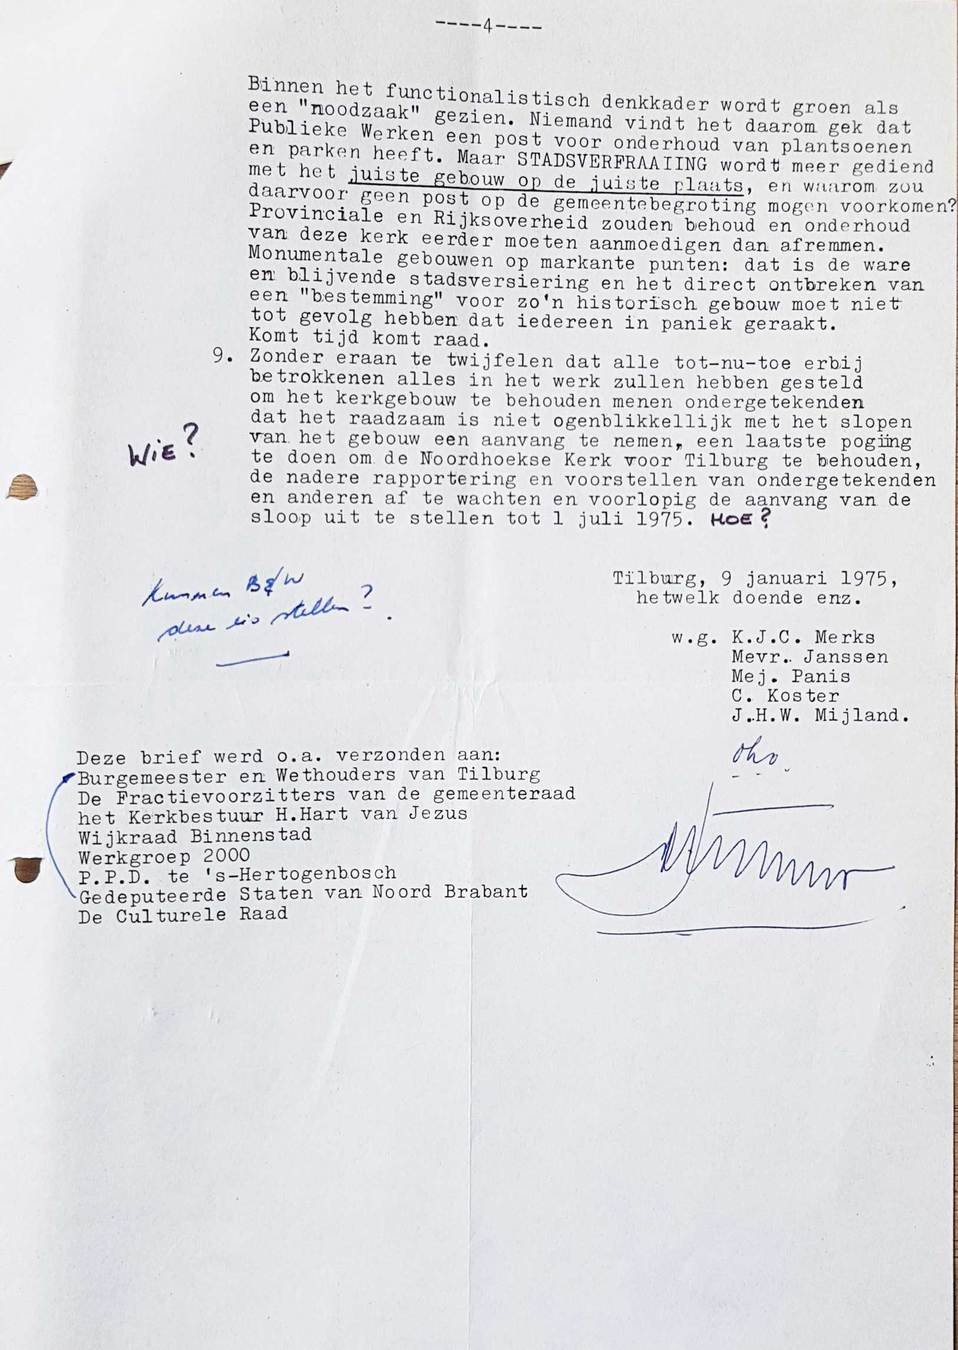 ----4----
Binnen het functionalistisch denkkader wordt groen als
een "noodzaak" gezien. Niemand vindt het daarom gek dat
Publieke Werken een post voor onderhoud van plantsoenen
en parken heeft. Maar STADSVERFRAAIING wordt meer gediend
met het juiste gebouw op de juiste plaats, en waarom zou
daarvoor geen post op de gemeentebegroting mogen voorkomen?
Provinciale en Rijksoverheid zouden behoud en onderhoud
van deze kerk eerder moeten aanmoedigen dan afremmen.
Monumentale gebouwen op markante punten: dat is de ware
en blijvende stadsversiering en het direct ontbreken van
een "bestemming" voor zo'n historisch gebouw moet niet
tot gevolg hebben dat iedereen in paniek geraakt.
Komt tijd komt raad.
9. Zonder eraan te twijfelen dat alle tot-nu-toe erbij
betrokkenen alles in het werk zullen hebben gesteld
om het kerkgebouw te behouden menen ondergetekenden
dat het raadzaam is niet ogenblikkellijk met het slopen
van het gebouw een aanvang te nemen, een laatste pogiing
WIE?
te doen om de Noordhoekse Kerk voor Tilburg te behouden,
de nadere rapportering en voorstellen van ondergetekenden
en anderen af te wachten en voorlopig de aanvang van de
sloop uit te stellen tot 1 juli 1975. HOE?
Tilburg, 9 januari 1975,
hetwelk doende enz.
Kunnen B&W
deze eis stellen?
w.g. K.J.C. Merks
Mevr. Janssen
Mej. Panis
C. Koster
J.H.W. Mijland.
Deze brief werd o.a. verzonden aan:
Burgemeester en Wethouders van Tilburg
De Fractievoorzitters van de gemeenteraad
het Kerkbestuur H.Hart van Jezus
Wijkraad Binnenstad
Werkgroep 2000
P.P.D. te 's-Hertogenbosch
Gedeputeerde Staten van Noord Brabant
De Culturele Raad